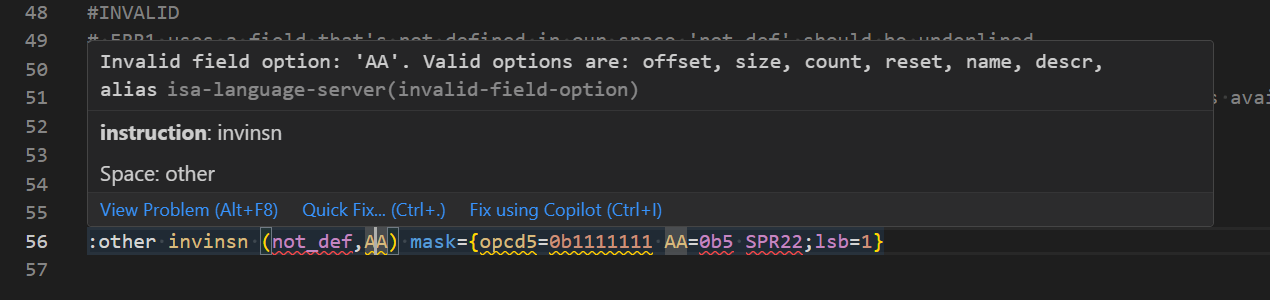 48 #INVALID
49 # ERR1 uses a field that's not defined in our space 'not_def' should be underlined
50 Invalid field option: 'AA'. Valid options are: offset, size, count, reset, name, descr,
51 alias isa-language-server(invalid-field-option) s avai
52
53 instruction: invinsn
54 Space: other
55 View Problem (Alt+F8) Quick Fix... (Ctrl+.) Fix using Copilot (Ctrl+I)
56 :other invinsn (not_def,AA) mask={opcd5=0b1111111 AA=0b5 SPR22;lsb=1}
57